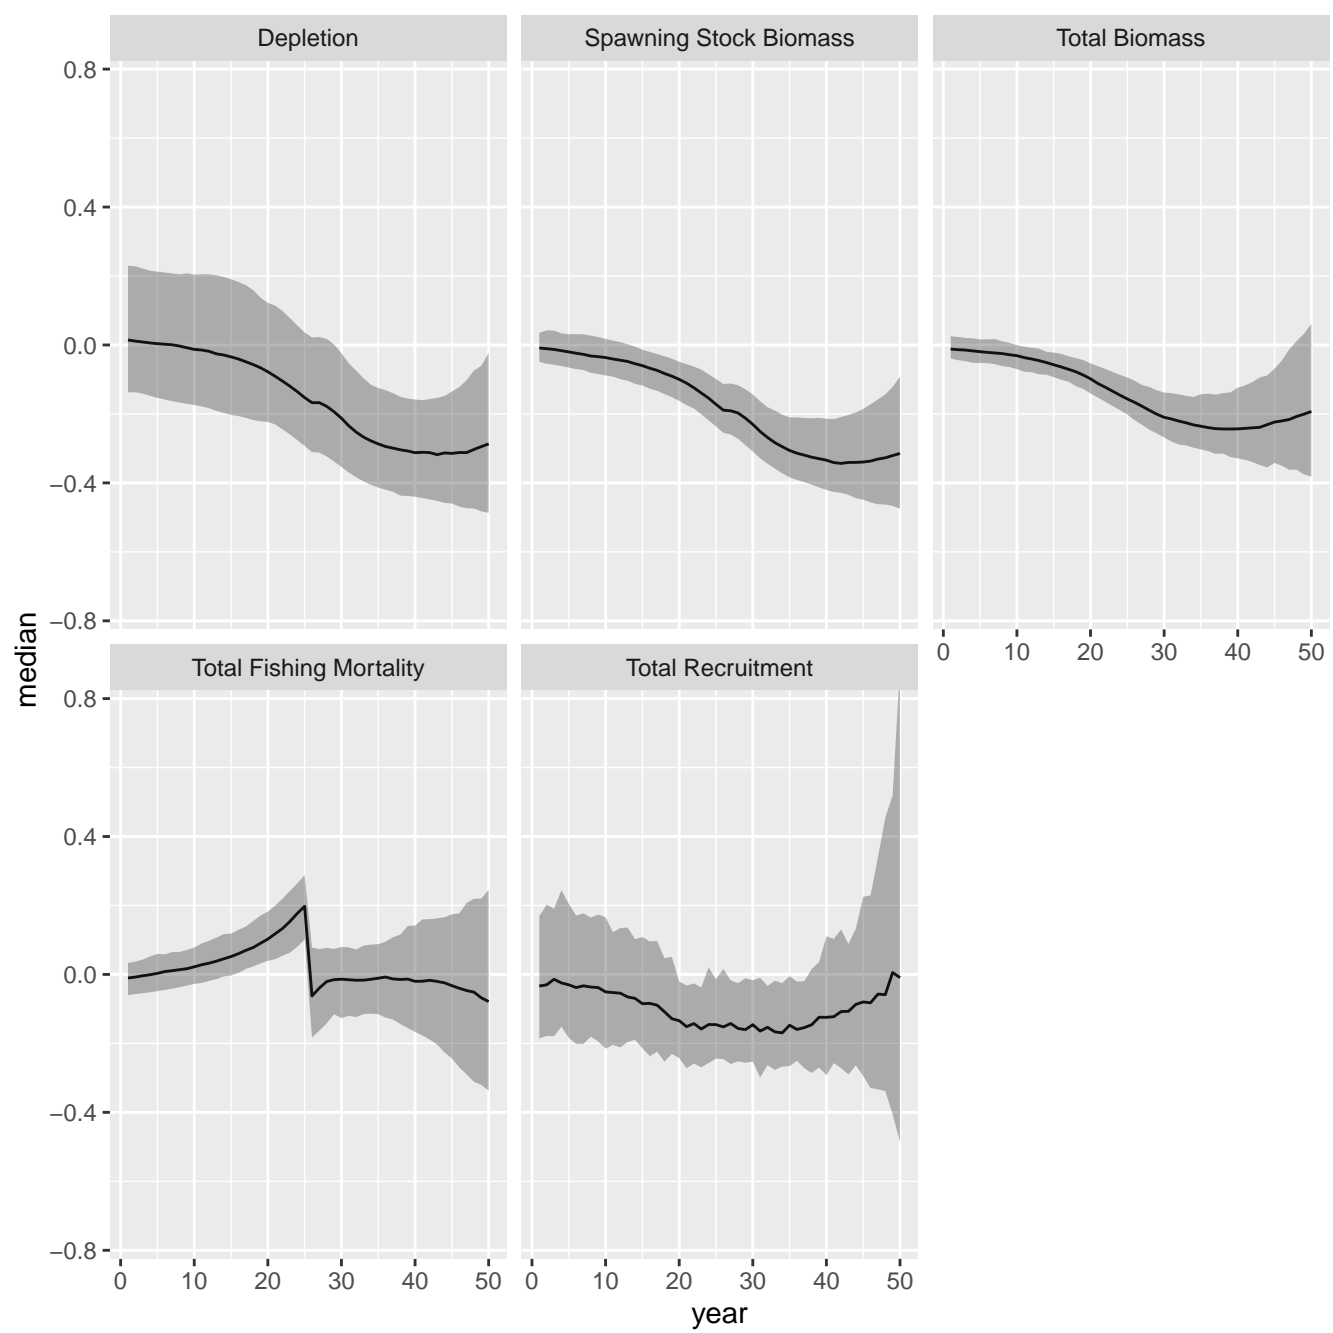 Depletion
Spawning Stock Biomass
Total Biomass
0.8
0.4
0.0
−0.4
−0.8
0 10 20 30 40 50
median
Total Fishing Mortality
Total Recruitment
0.8
0.4
0.0
−0.4
−0.8
0 10 20 30 40 50
0 10 20 30 40 50
year